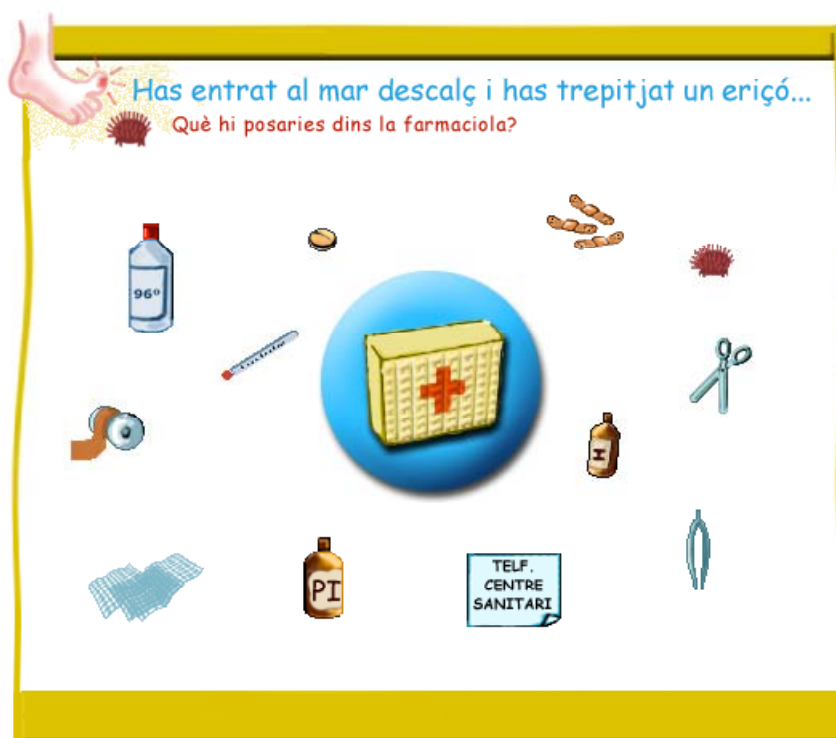 Has entrat al mar descalç i has trepitjat un eriçó...
Què hi posaries dins la farmaciola?
96º
I
PI
TELF.
CENTRE
SANITARI